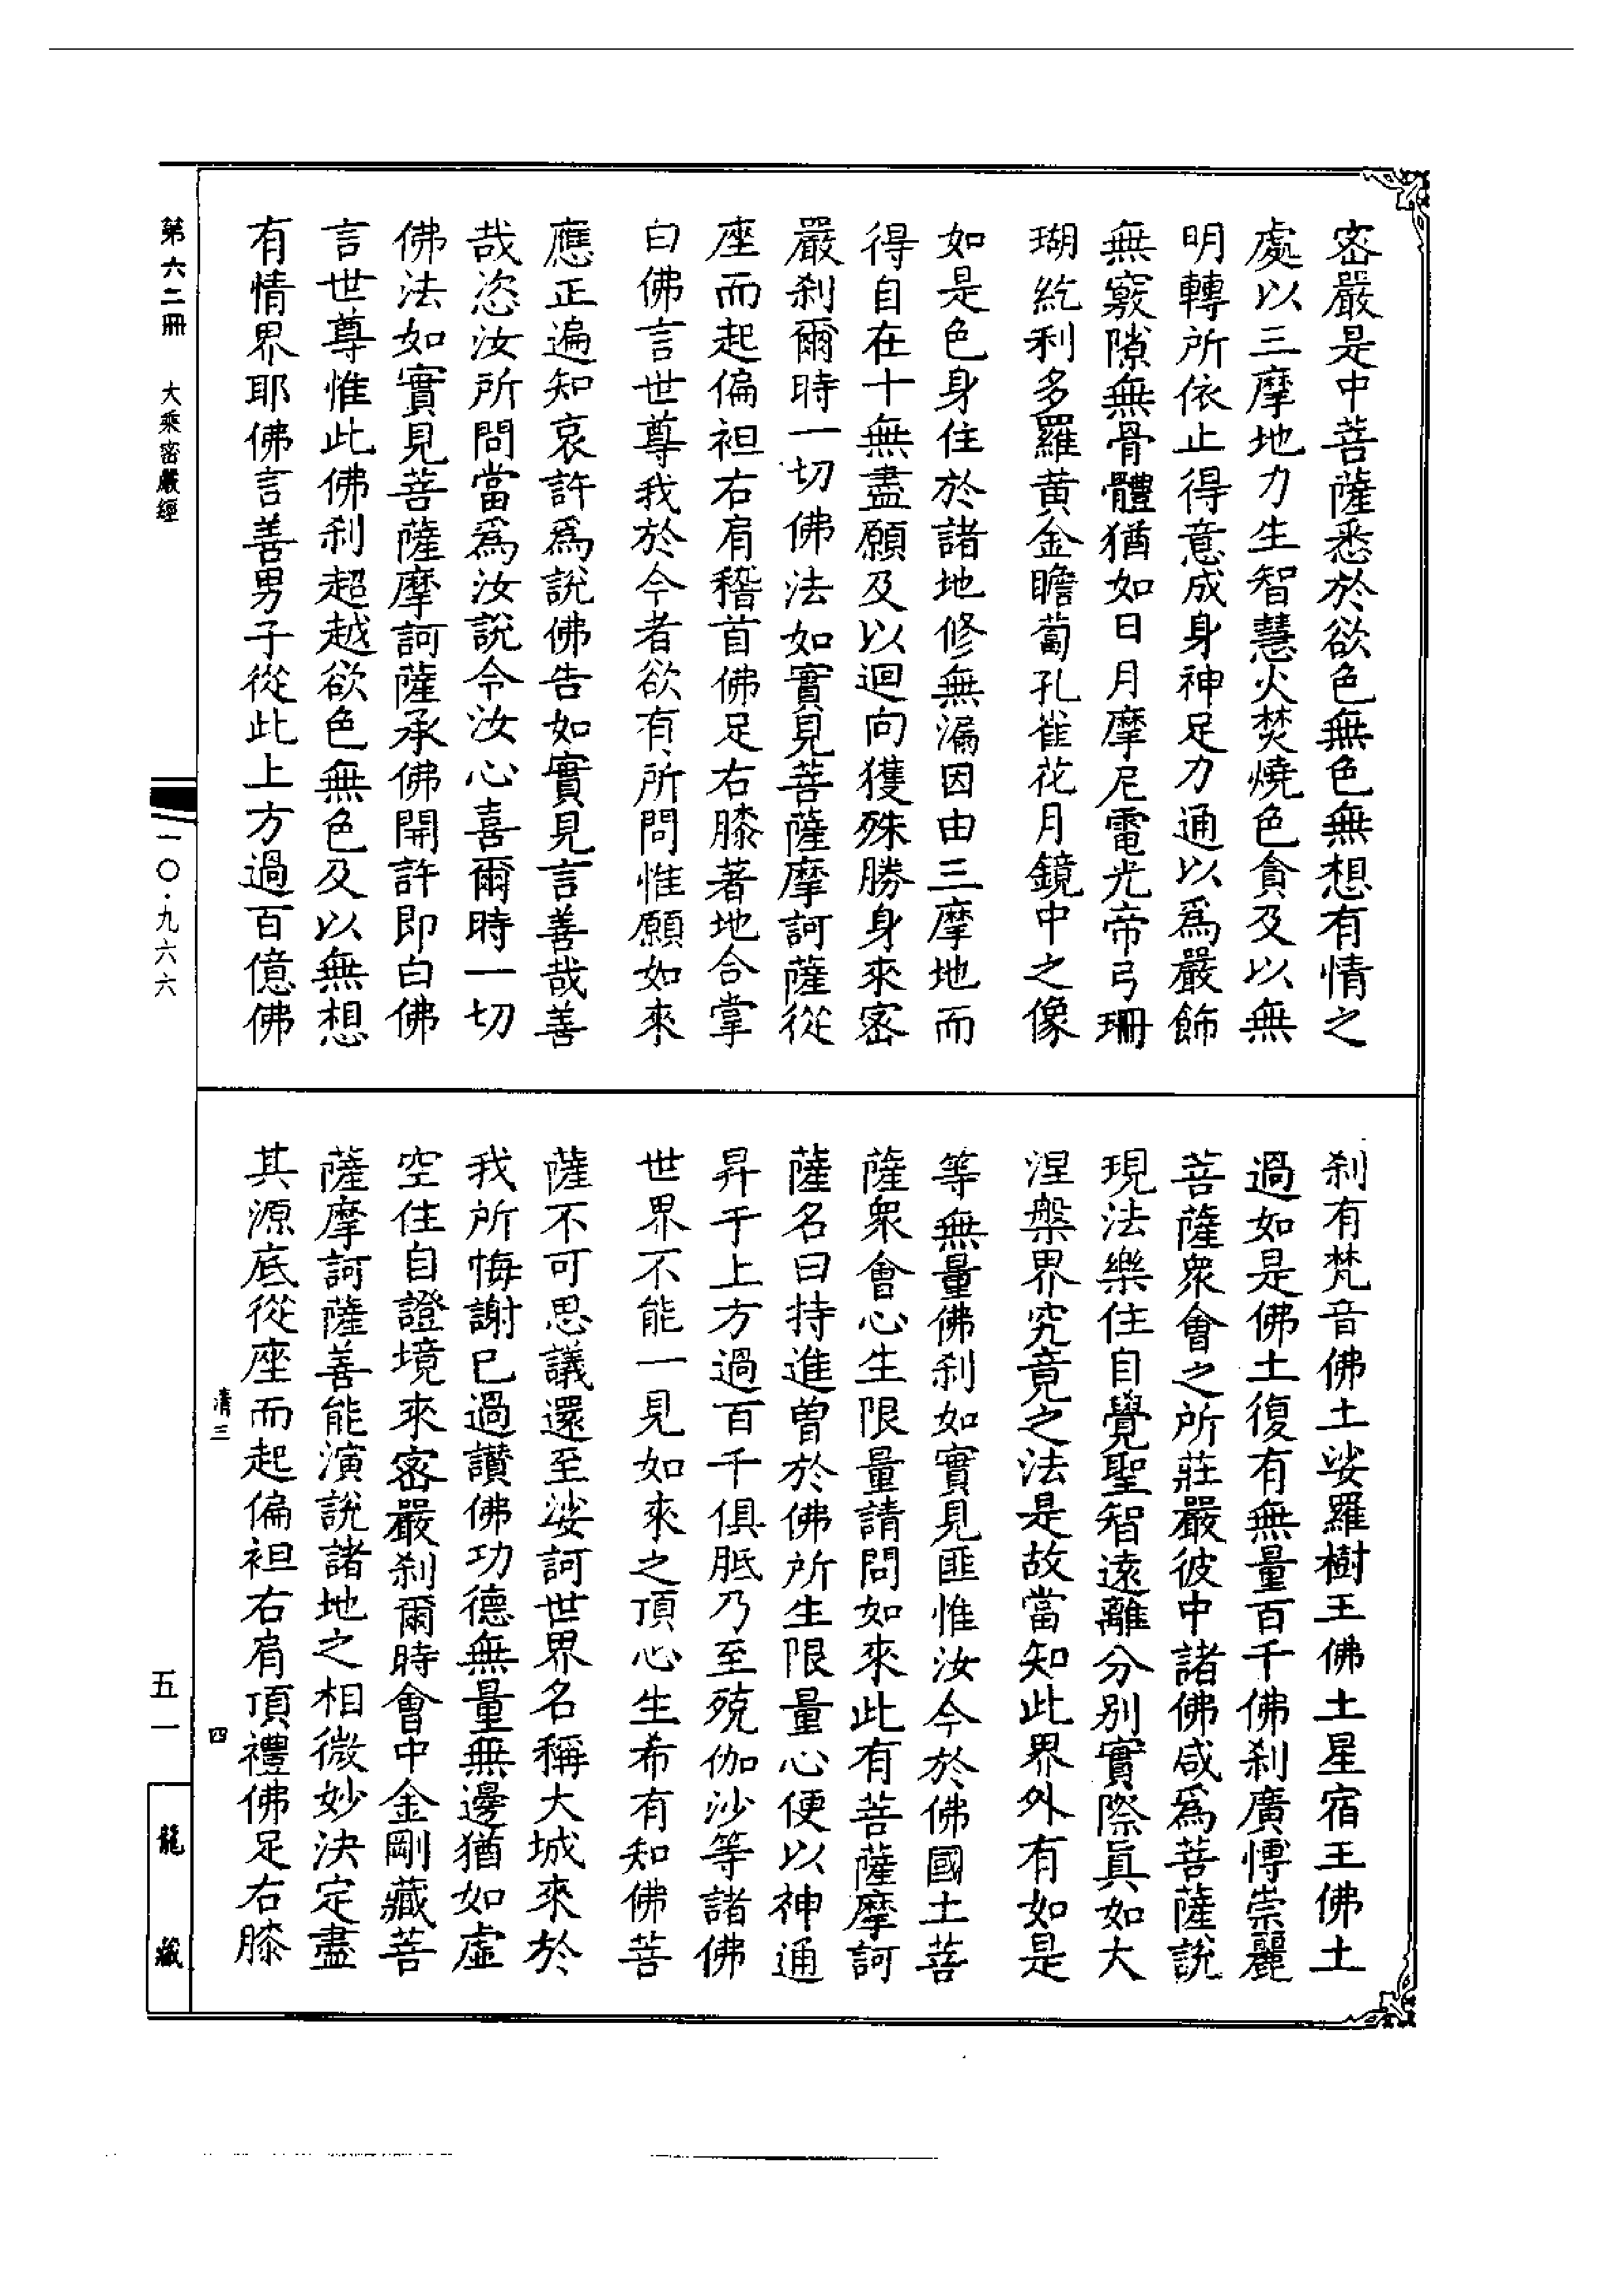 密嚴是中菩薩悉於欲色無色無想有情之
處以三摩地力生智慧火焚燒色貪及以無
明轉所依止得意成身神足力通以爲嚴飾
無竅隙無骨體猶如日月摩尼電光帝弓珊
瑚紇利多羅黃金瞻蔔孔雀花月鏡中之像
如是色身住於諸地修無漏因由三摩地而
得自在十無盡願及以迴向獲殊勝身來密
嚴刹爾時一切佛法如實見菩薩摩訶薩從
座而起偏袒右肩稽首佛足右膝著地合掌
白佛言世尊我於今者欲有所問惟願如來
應正遍知哀許爲說佛告如實見言善哉善
哉恣汝所問當爲汝說令汝心喜爾時一切
佛法如實見菩薩摩訶薩承佛開許即白佛
言世尊惟此佛刹超越欲色無色及以無想
有情界耶佛言善男子從此上方過百億佛
刹有梵音佛土娑羅樹王佛土星宿王佛土
過如是佛土復有無量百千佛刹廣博崇麗
菩薩衆會之所莊嚴彼中諸佛咸爲菩薩說
現法樂住自覺聖智遠離分別實際眞如大
涅槃界究竟之法是故當知此界外有如是
等無量佛刹如實見匪惟汝今於佛國土菩
薩衆會心生限量請問如來此有菩薩摩訶
薩名曰持進曾於佛所生限量心便以神通
昇于上方過百千俱胝乃至殑伽沙等諸佛
世界不能一見如來之頂心生希有知佛菩
薩不可思議還至娑訶世界名稱大城來於
我所悔謝已過讚佛功德無量無邊猶如虛
空住自證境來密嚴刹爾時會中金剛藏菩
薩摩訶薩善能演說諸地之相微妙決定盡
其源底從座而起偏袒右肩頂禮佛足右膝
清三
四
第六二冊 大乘密嚴經
一〇·九六六
五一
龍藏